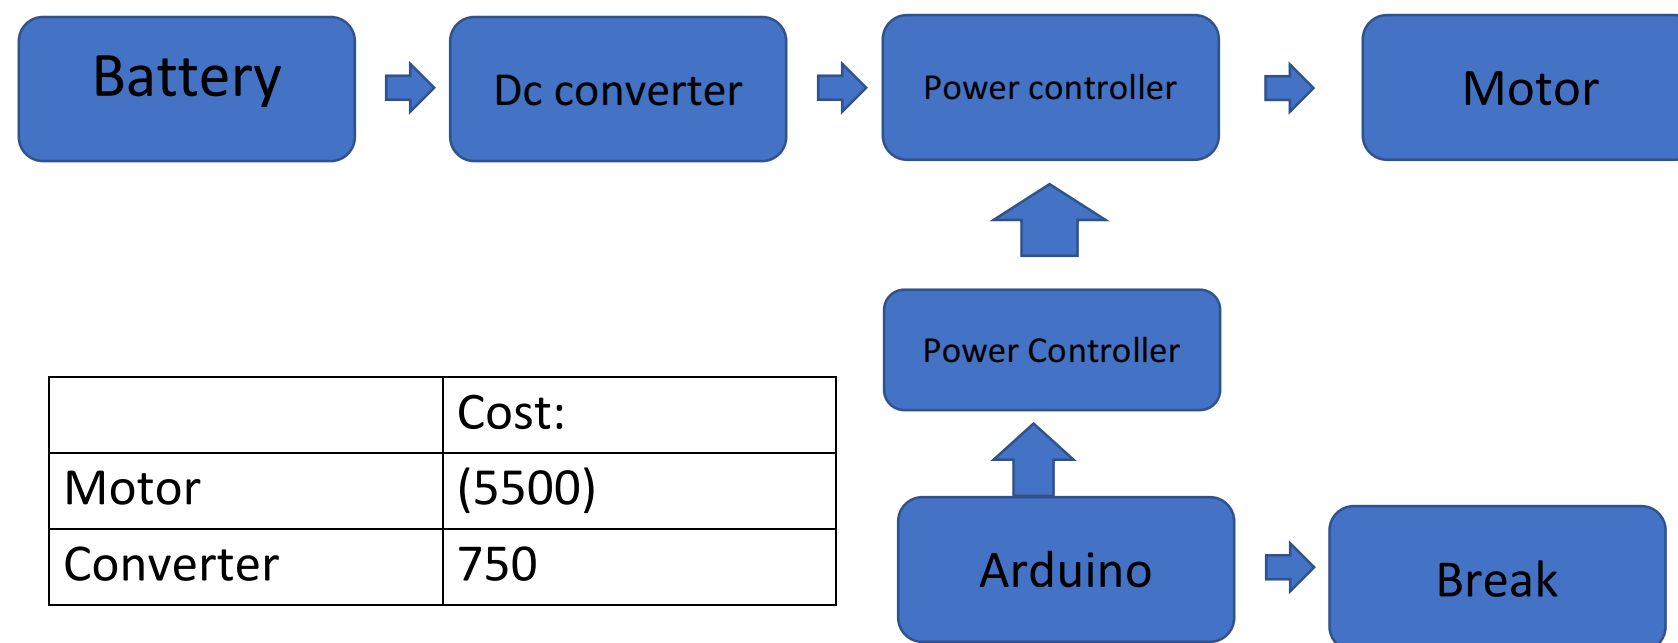 Battery
Dc converter
Power controller
Motor
Power Controller
Cost:
Motor (5500)
Converter 750
Arduino
Break